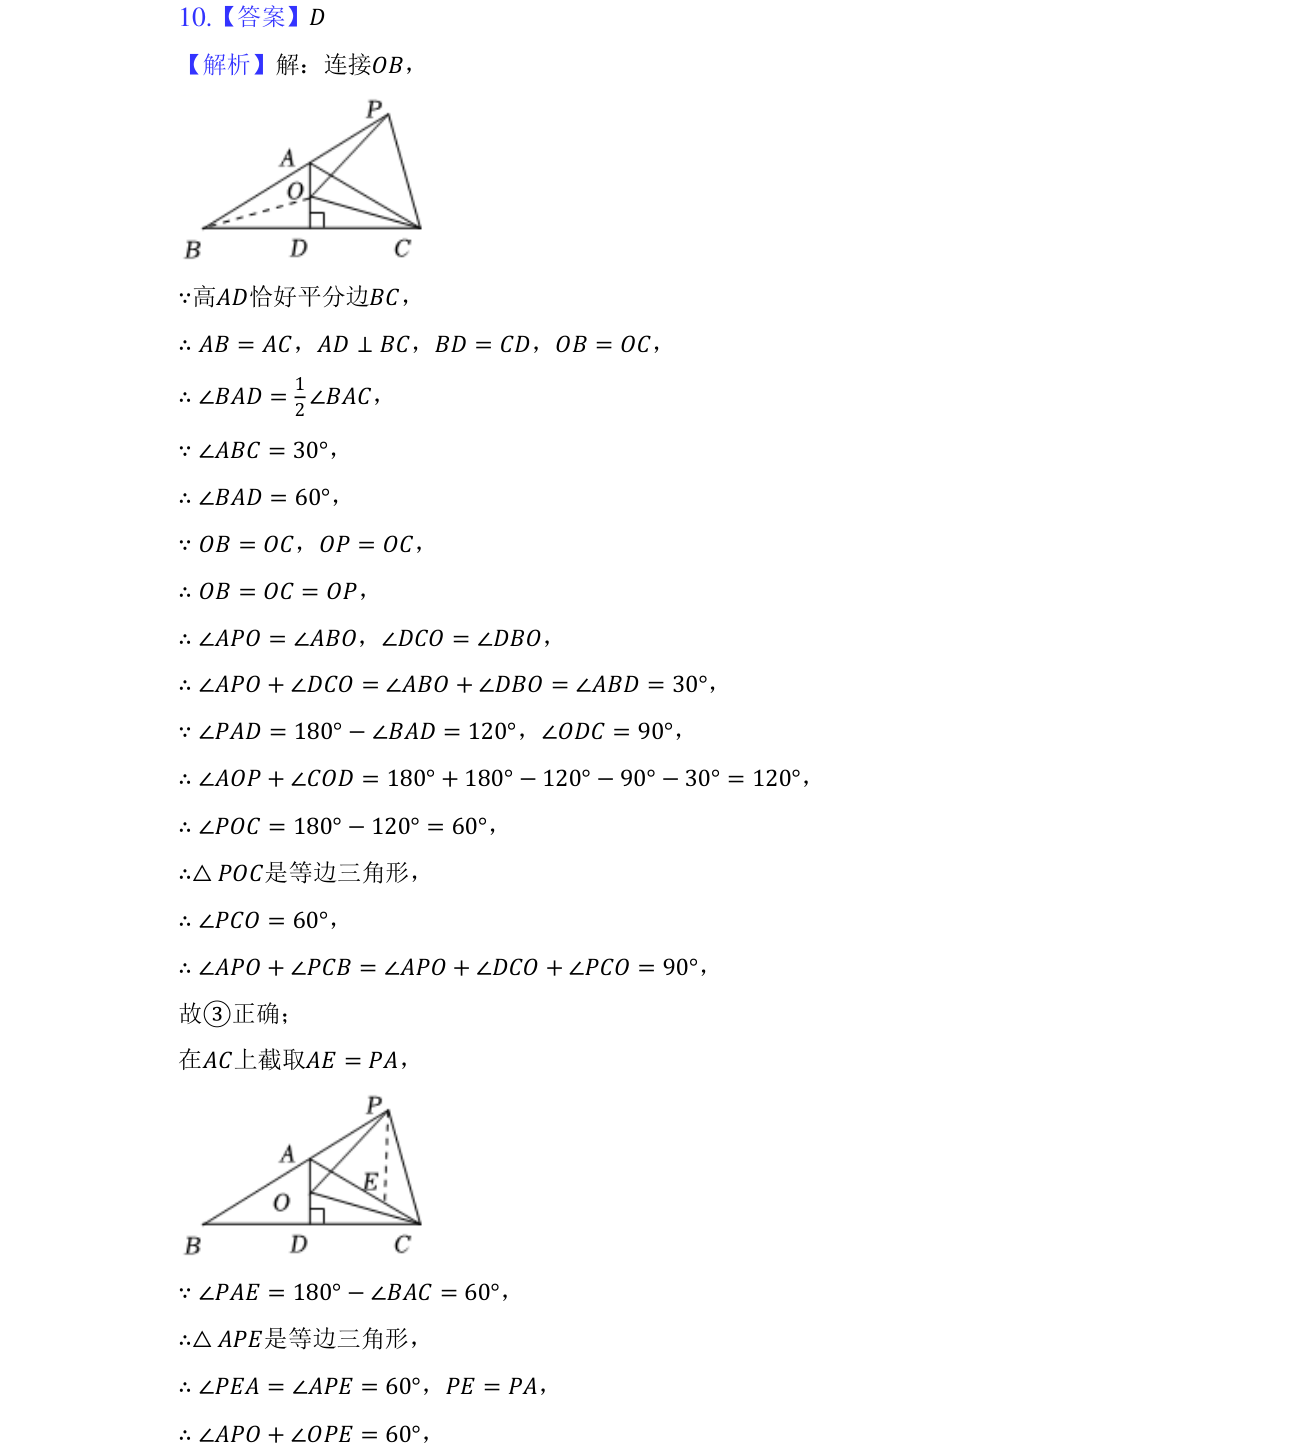 10.【答案】D
【解析】解：连接OB，
P
A
O
B D C
∵高AD恰好平分边BC，
∴ AB = AC，AD ⊥ BC，BD = CD，OB = OC，
∴ ∠BAD = 1/2 ∠BAC，
∵ ∠ABC = 30°，
∴ ∠BAD = 60°，
∵ OB = OC，OP = OC，
∴ OB = OC = OP，
∴ ∠APO = ∠ABO，∠DCO = ∠DBO，
∴ ∠APO + ∠DCO = ∠ABO + ∠DBO = ∠ABD = 30°，
∵ ∠PAD = 180° − ∠BAD = 120°，∠ODC = 90°，
∴ ∠AOP + ∠COD = 180° + 180° − 120° − 90° − 30° = 120°，
∴ ∠POC = 180° − 120° = 60°，
∴△ POC是等边三角形，
∴ ∠PCO = 60°，
∴ ∠APO + ∠PCB = ∠APO + ∠DCO + ∠PCO = 90°，
故③正确；
在AC上截取AE = PA，
P
A
E
O
B D C
∵ ∠PAE = 180° − ∠BAC = 60°，
∴△ APE是等边三角形，
∴ ∠PEA = ∠APE = 60°，PE = PA，
∴ ∠APO + ∠OPE = 60°，